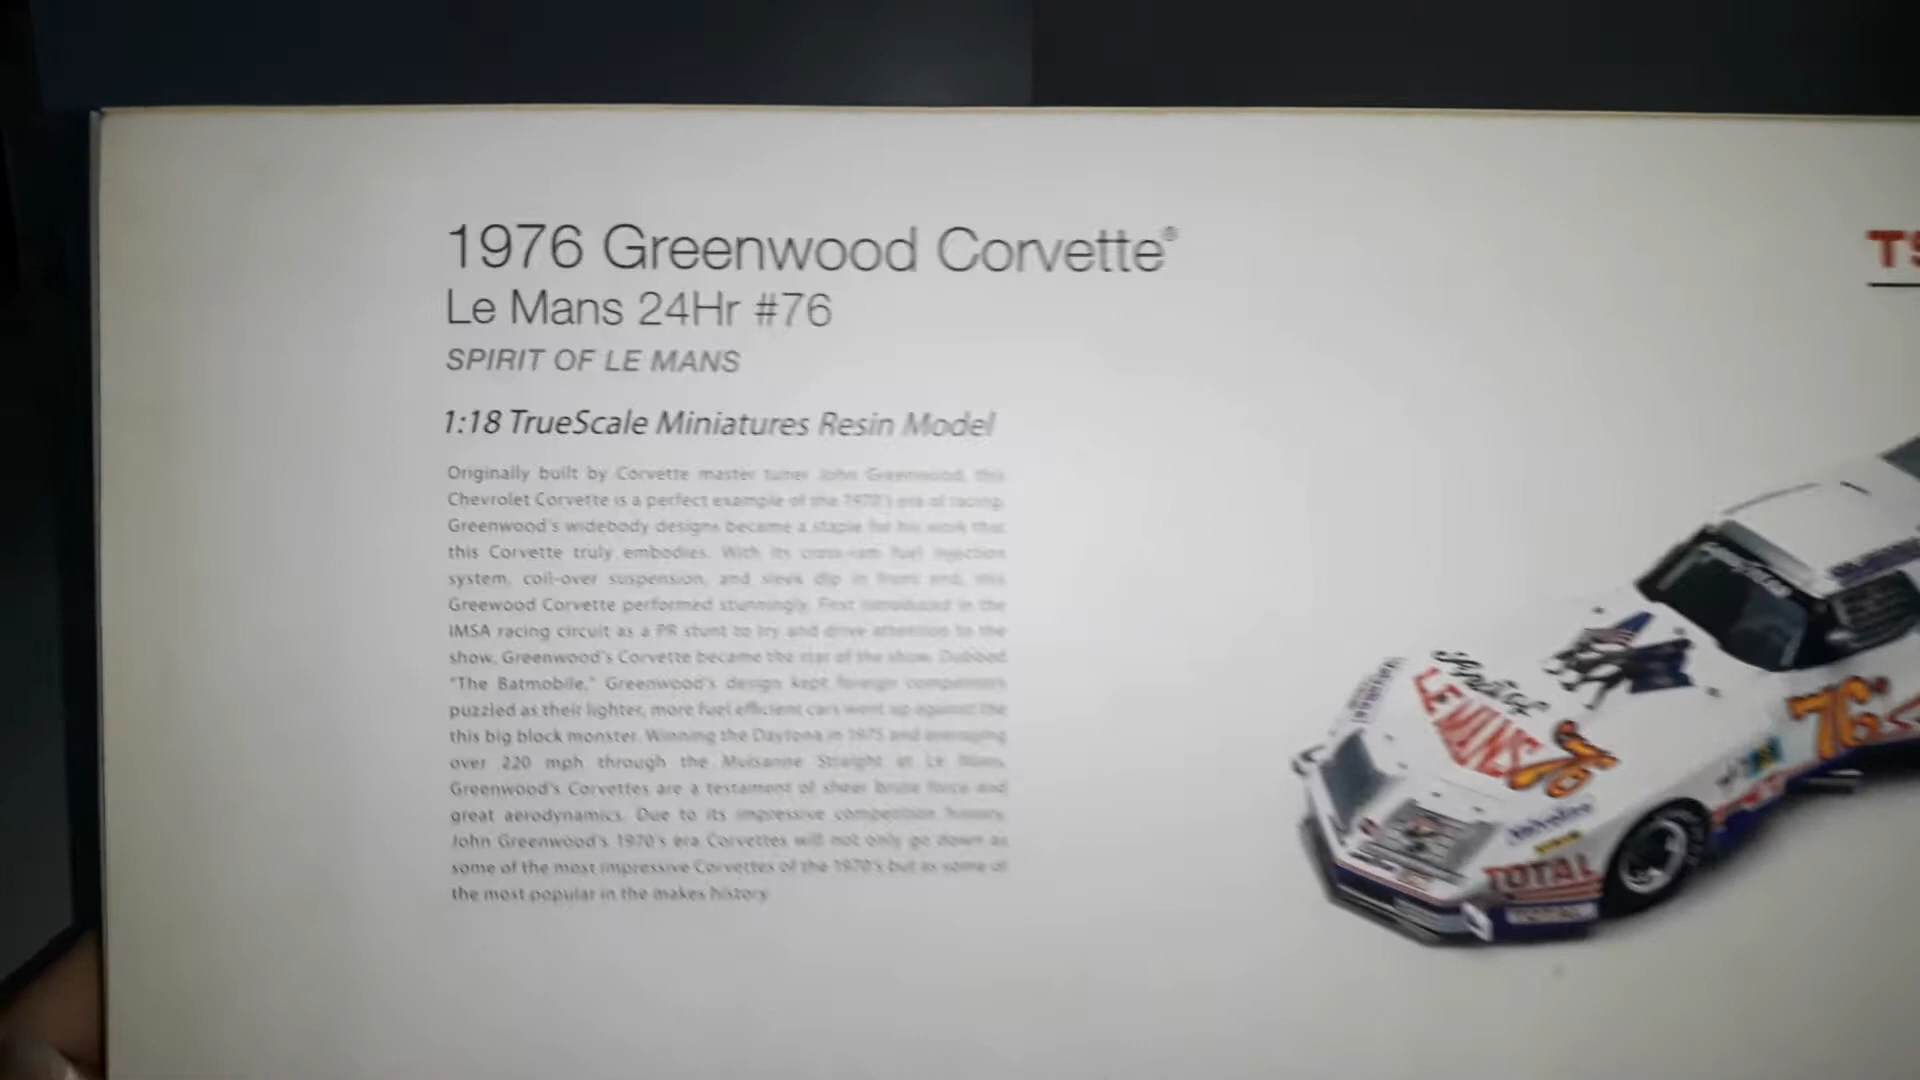 1976 Greenwood Corvette®
Le Mans 24Hr #76
SPIRIT OF LE MANS
TS
1:18 TrueScale Miniatures Resin Model
Originally built by Corvette master tuner John Greenwood, this
Chevrolet Corvette is a perfect example of the 1970's era of racing.
Greenwood's widebody designs became a staple for his work that
this Corvette truly embodies. With its cross-ram fuel injection
system, coil-over suspension, and sleek dip in front end, this
Greewood Corvette performed stunningly. First introduced in the
IMSA racing circuit as a PR stunt to try and drive attention to the
show, Greenwood's Corvette became the star of the show. Dubbed
"The Batmobile," Greenwood's design kept foreign competitors
puzzled as their lighter, more fuel efficient cars went up against the
this big block monster. Winning the Daytona in 1975 and averaging
over 220 mph through the Mulsanne Straight at Le Mans,
Greenwood's Corvettes are a testament of sheer brute force and
great aerodynamics. Due to its impressive competition history,
John Greenwood's 1970's era Corvettes will not only go down as
some of the most impressive Corvettes of the 1970's but as some of
the most popular in the makes history
Spirit of
LE MANS 76
76
TOTAL